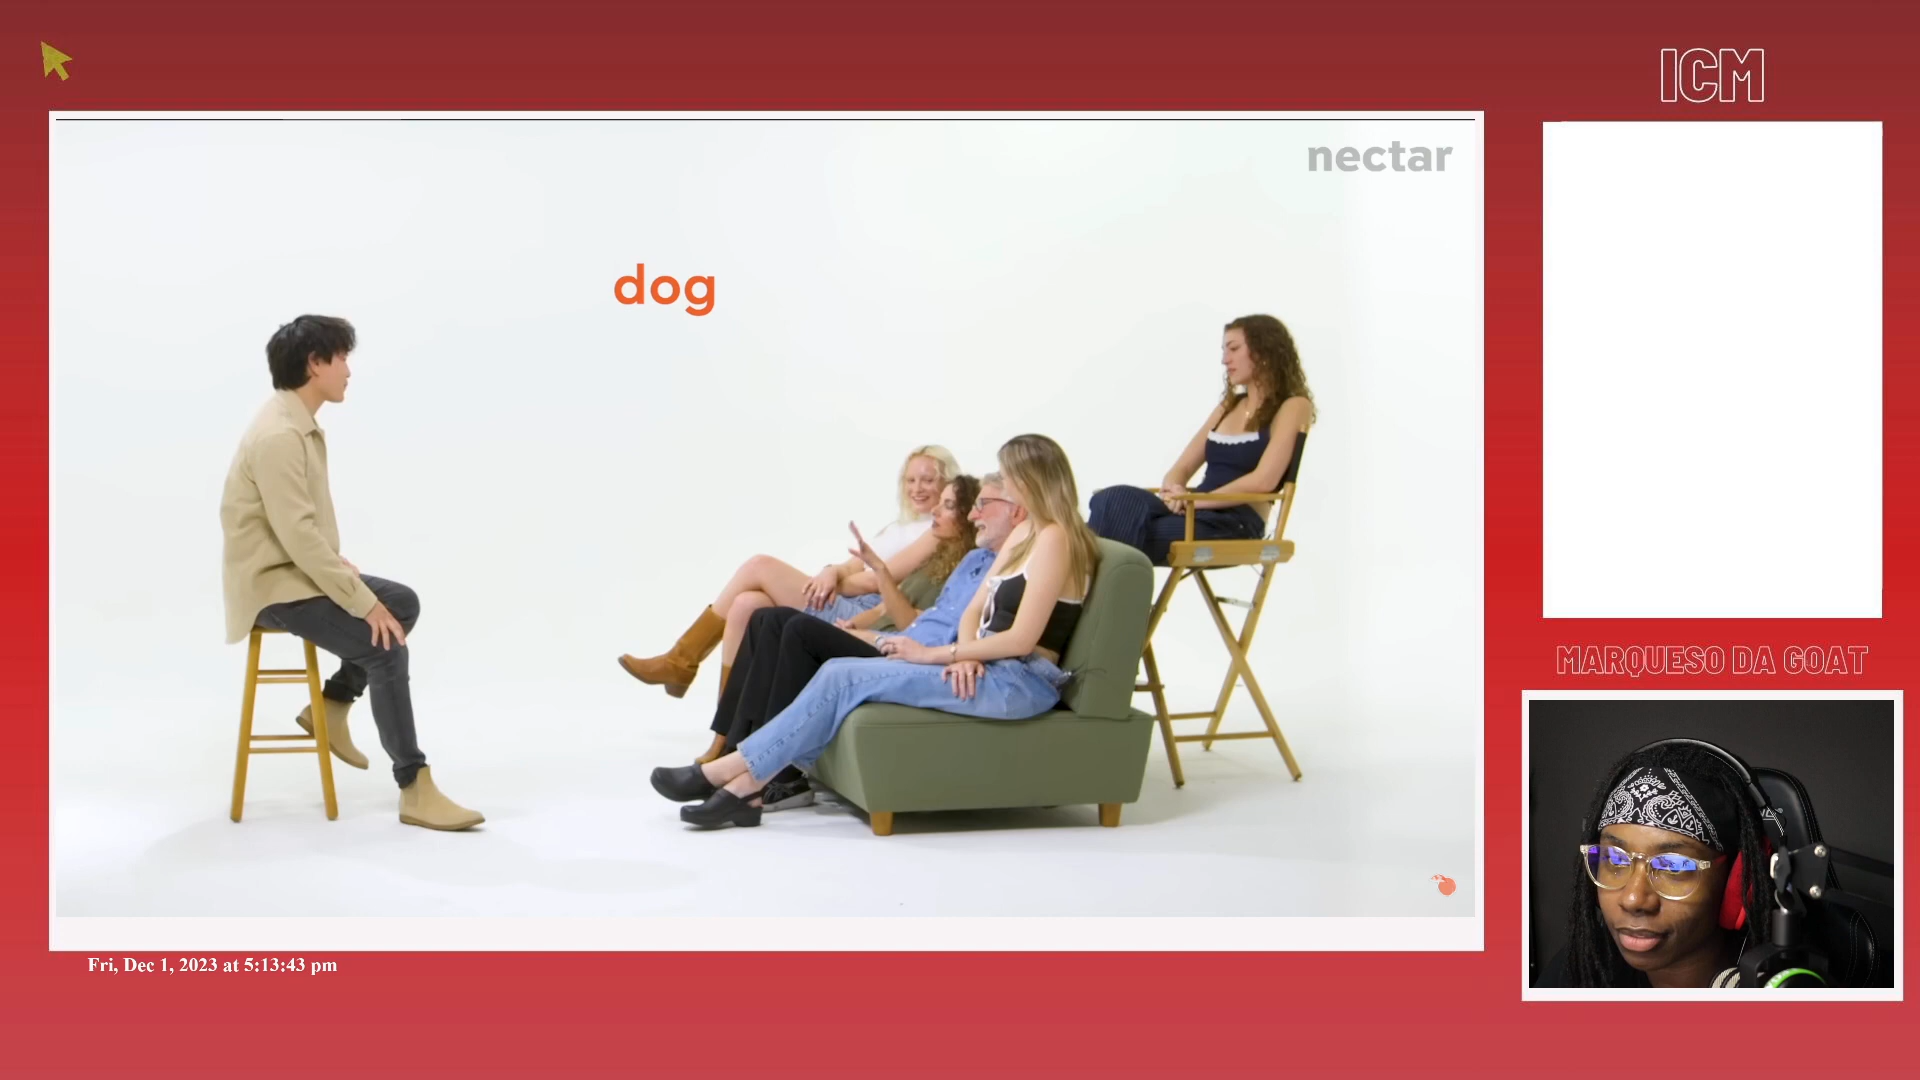 ICM
nectar
dog
MARQUESO DA GOAT
Fri, Dec 1, 2023 at 5:13:43 pm